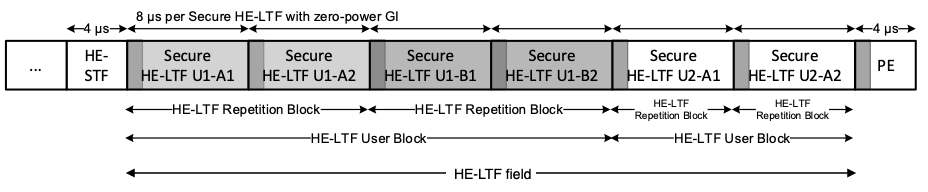 8 µs per Secure HE-LTF with zero-power GI
4 µs
4 µs
...
HE-
STF
Secure
HE-LTF U1-A1
Secure
HE-LTF U1-A2
Secure
HE-LTF U1-B1
Secure
HE-LTF U1-B2
Secure
HE-LTF U2-A1
Secure
HE-LTF U2-A2
PE
HE-LTF Repetition Block
HE-LTF Repetition Block
HE-LTF
Repetition Block
HE-LTF
Repetition Block
HE-LTF User Block
HE-LTF User Block
HE-LTF field